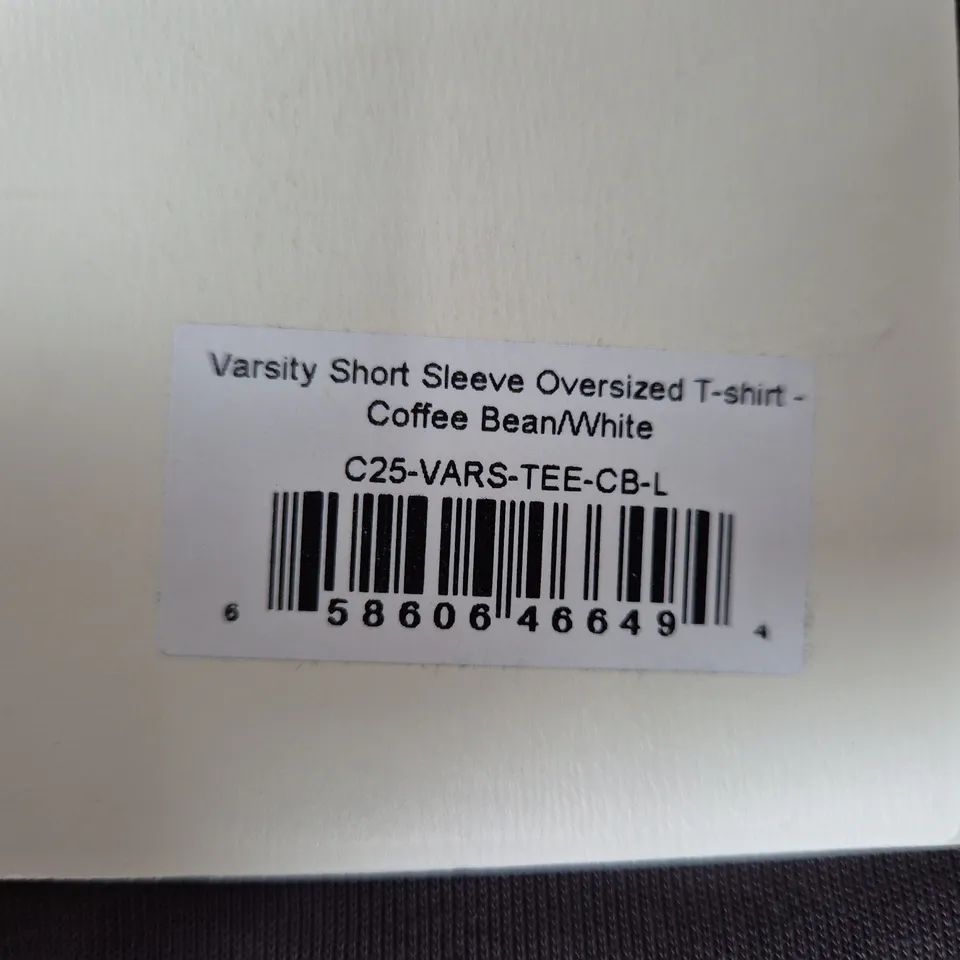 Varsity Short Sleeve Oversized T-shirt -
Coffee Bean/White
C25-VARS-TEE-CB-L
6 58606 46649 4